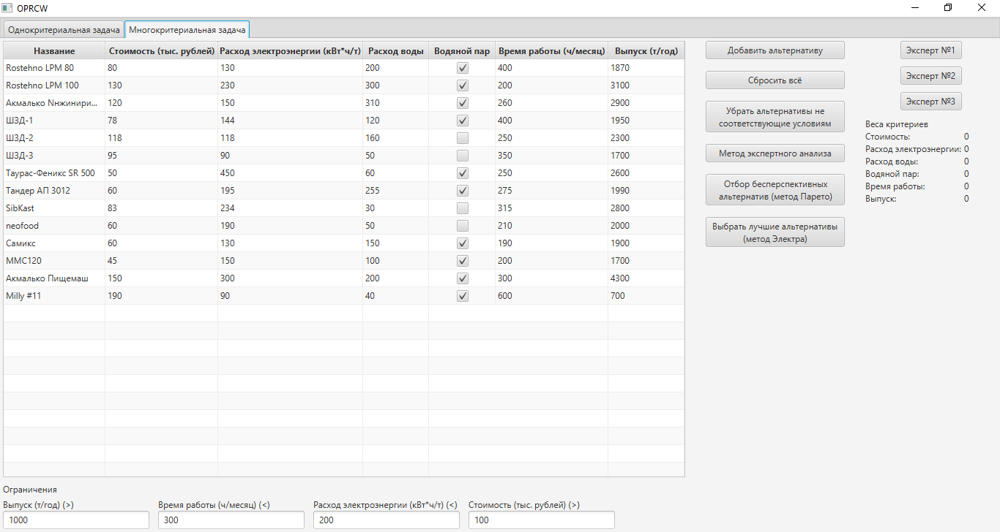 OPRCW
Однокритериальная задача Многокритериальная задача
Название Стоимость (тыс. рублей) Расход электроэнергии (кВт*ч/т) Расход воды Водяной пар Время работы (ч/месяц) Выпуск (т/год)
Rostehno LPM 80 80 130 200 400 1870
Rostehno LPM 100 130 230 300 200 3100
Акмалько Nнжинири... 120 150 310 260 2900
ШЗД-1 78 144 120 400 1950
ШЗД-2 118 118 160 250 2300
ШЗД-3 95 90 50 350 1700
Таурас-Феникс SR 500 50 450 60 250 2600
Тандер АП 3012 60 195 255 275 1990
SibKast 83 234 30 315 2800
neofood 60 190 50 210 2000
Самикс 60 130 150 190 1900
ММС120 45 150 100 200 1700
Акмалько Пищемаш 150 300 200 300 4300
Milly #11 190 90 40 600 700
Добавить альтернативу
Сбросить всё
Убрать альтернативы не
соответствующие условиям
Метод экспертного анализа
Отбор бесперспективных
альтернатив (метод Парето)
Выбрать лучшие альтернативы
(метод Электра)
Эксперт №1
Эксперт №2
Эксперт №3
Веса критериев
Стоимость: 0
Расход электроэнергии: 0
Расход воды: 0
Водяной пар: 0
Время работы: 0
Выпуск: 0
Ограничения
Выпуск (т/год) (>) Время работы (ч/месяц) (<) Расход электроэнергии (кВт*ч/т) (<) Стоимость (тыс. рублей) (>)
1000 300 200 100